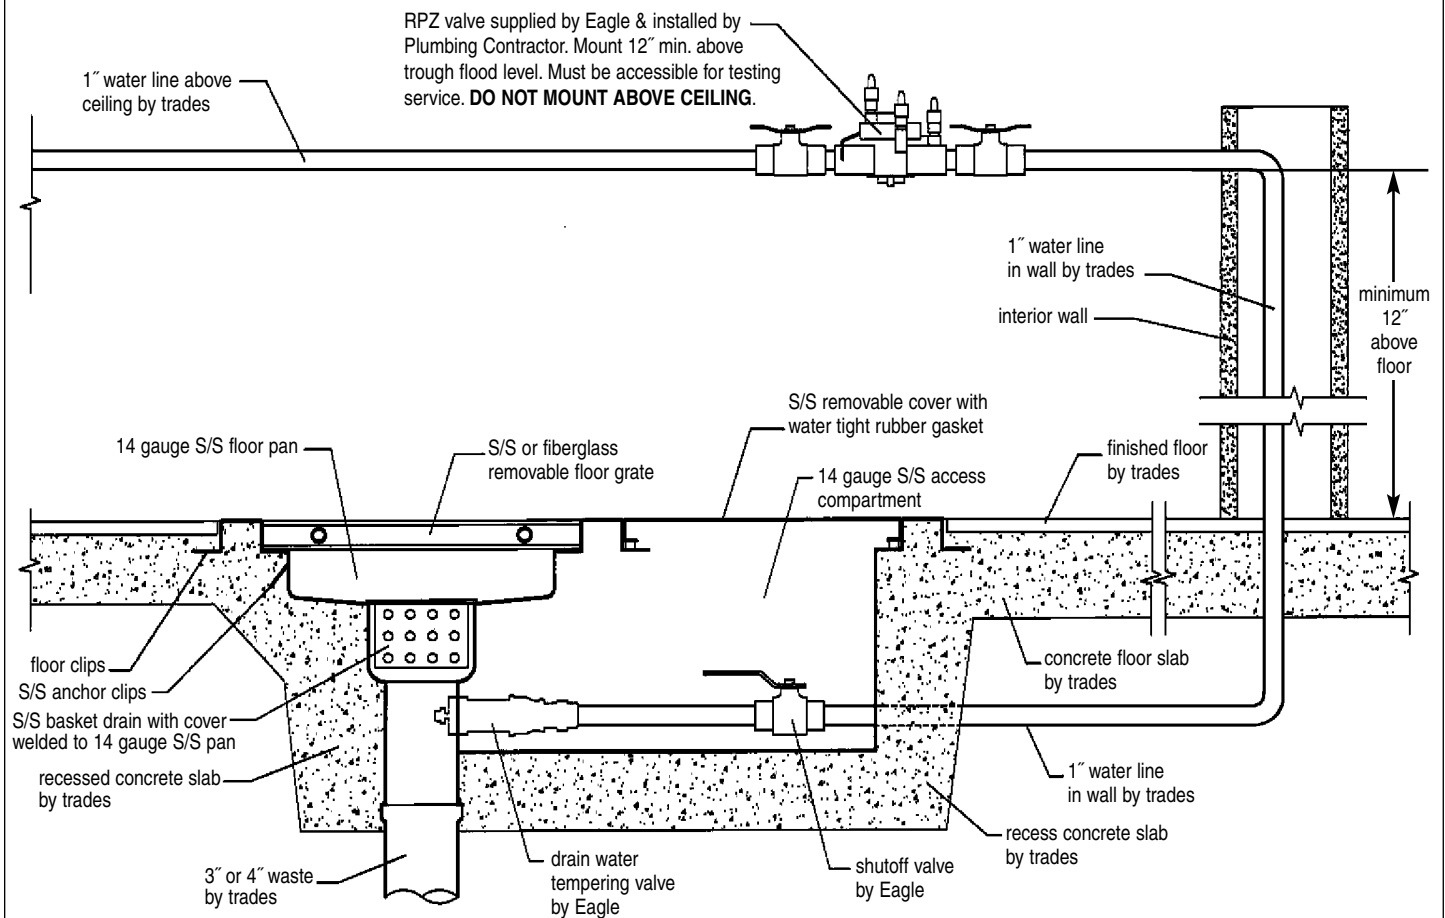 RPZ valve supplied by Eagle & installed by
Plumbing Contractor. Mount 12″ min. above
trough flood level. Must be accessible for testing
service. DO NOT MOUNT ABOVE CEILING.
1″ water line above
ceiling by trades
1″ water line
in wall by trades
interior wall
minimum
12″
above
floor
S/S removable cover with
water tight rubber gasket
14 gauge S/S floor pan
S/S or fiberglass
removable floor grate
14 gauge S/S access
compartment
finished floor
by trades
floor clips
S/S anchor clips
S/S basket drain with cover
welded to 14 gauge S/S pan
recessed concrete slab
by trades
concrete floor slab
by trades
1″ water line
in wall by trades
recess concrete slab
by trades
3″ or 4″ waste
by trades
drain water
tempering valve
by Eagle
shutoff valve
by Eagle